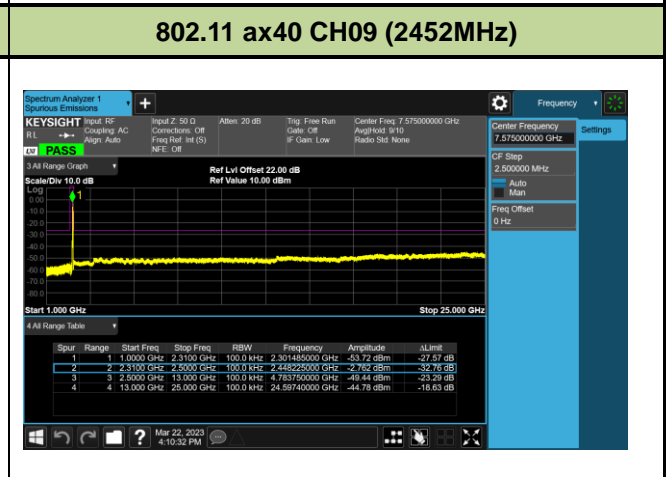 802.11 ax40 CH09 (2452MHz)
Spectrum Analyzer 1
Spurious Emissions
Frequency
KEYSIGHT Input: RF Input Z: 50 Ω Atten: 20 dB Trig: Free Run Center Freq: 7.575000000 GHz
RL Coupling: AC Corrections: Off Gate: Off Avg|Hold: 9/10
Align: Auto Freq Ref: Int (S) IF Gain: Low Radio Std: None
NFE: Off
LXI PASS
3 All Range Graph
Ref Lvl Offset 22.00 dB
Scale/Div 10.0 dB Ref Value 10.00 dBm
Log
1
0.00
-10.0
-20.0
-30.0
-40.0
-50.0
-60.0
-70.0
-80.0
Start 1.000 GHz Stop 25.000 GHz
4 All Range Table
Spur Range Start Freq Stop Freq RBW Frequency Amplitude ΔLimit
1 1 1.0000 GHz 2.3100 GHz 100.0 kHz 2.301485000 GHz -53.72 dBm -27.57 dB
2 2 2.3100 GHz 2.5000 GHz 100.0 kHz 2.448225000 GHz -2.762 dBm -32.76 dB
3 3 2.5000 GHz 13.000 GHz 100.0 kHz 4.783750000 GHz -49.44 dBm -23.29 dB
4 4 13.000 GHz 25.000 GHz 100.0 kHz 24.59740000 GHz -44.78 dBm -18.63 dB
Center Frequency
7.575000000 GHz
Settings
CF Step
2.500000 MHz
Auto
Man
Freq Offset
0 Hz
? Mar 22, 2023
4:10:32 PM